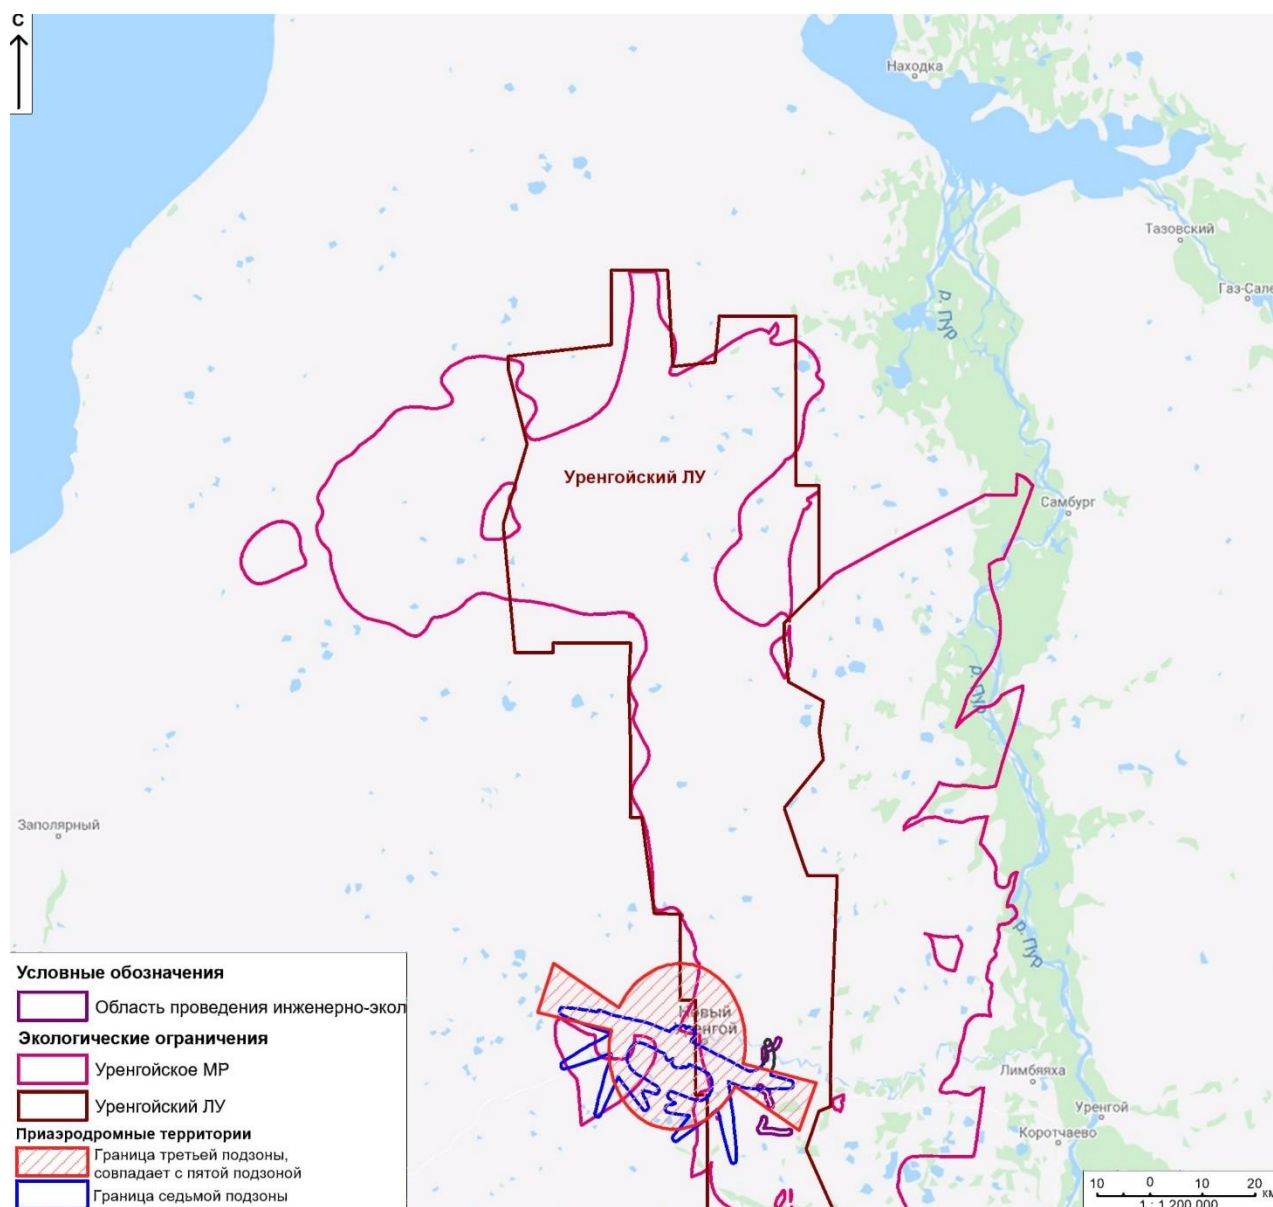 С
Находка
Тазовский
Газ-Сале
р. ПУР
Уренгойский ЛУ
Самбург
р. ПУР
Заполярный
р. ПУР
Новый
Уренгой
Лимбяяха
Уренгой
Коротчаево
Условные обозначения
Область проведения инженерно-экол
Экологические ограничения
Уренгойское МР
Уренгойский ЛУ
Приаэродромные территории
Граница третьей подзоны,
совпадает с пятой подзоной
Граница седьмой подзоны
10 0 10 20
км
1 : 1 200 000